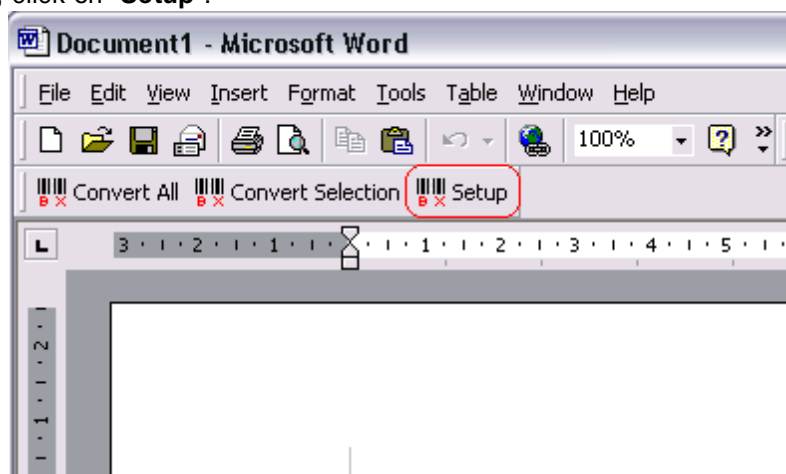 click on "Setup".
Document1 - Microsoft Word
File Edit View Insert Format Tools Table Window Help
100%
Convert All Convert Selection Setup
3 2 1 1 2 3 4 5
2
1